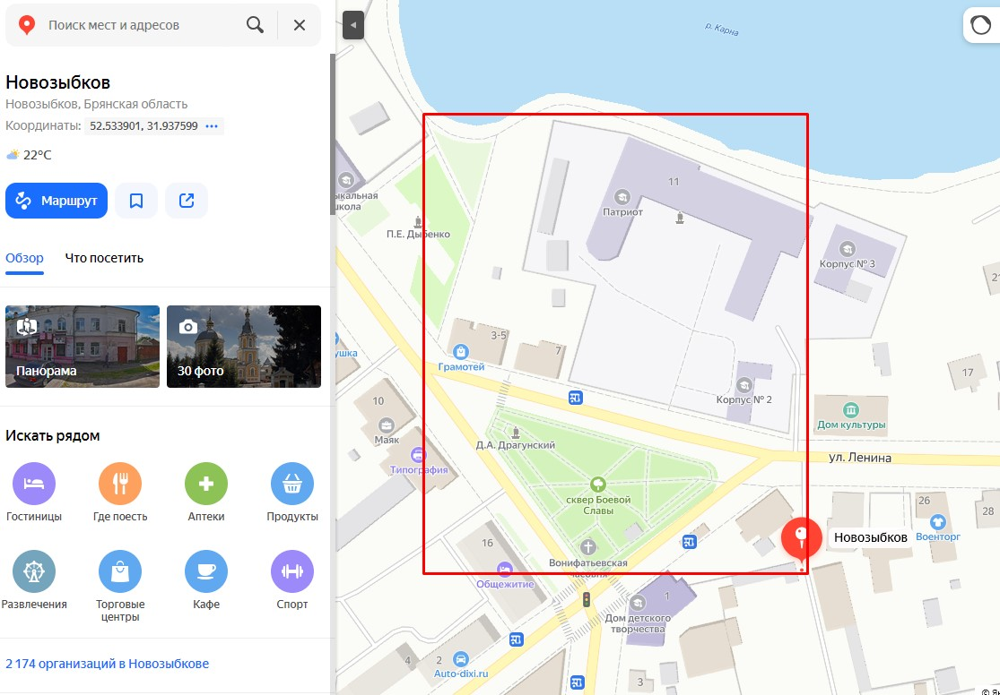 Поиск мест и адресов
Новозыбков
Новозыбков, Брянская область
Координаты: 52.533901, 31.937599
22°C
Маршрут
Обзор
Что посетить
Панорама
30 фото
Искать рядом
Гостиницы
Где поесть
Аптеки
Продукты
Развлечения
Торговые
центры
Кафе
Спорт
2 174 организаций в Новозыбкове
р. Карна
школа
П.Е. Дыбенко
11
Патриот
Корпус № 3
3-5
7
Грамотей
10
Маяк
Типография
Корпус № 2
17
Дом культуры
Д.А. Драгунский
ул. Ленина
сквер Боевой
Славы
26
28
Военторг
Новозыбков
16
Вонифатьевская
часовня
Общежитие
1
Дом детского
творчества
4
2
Auto-dixi.ru
3